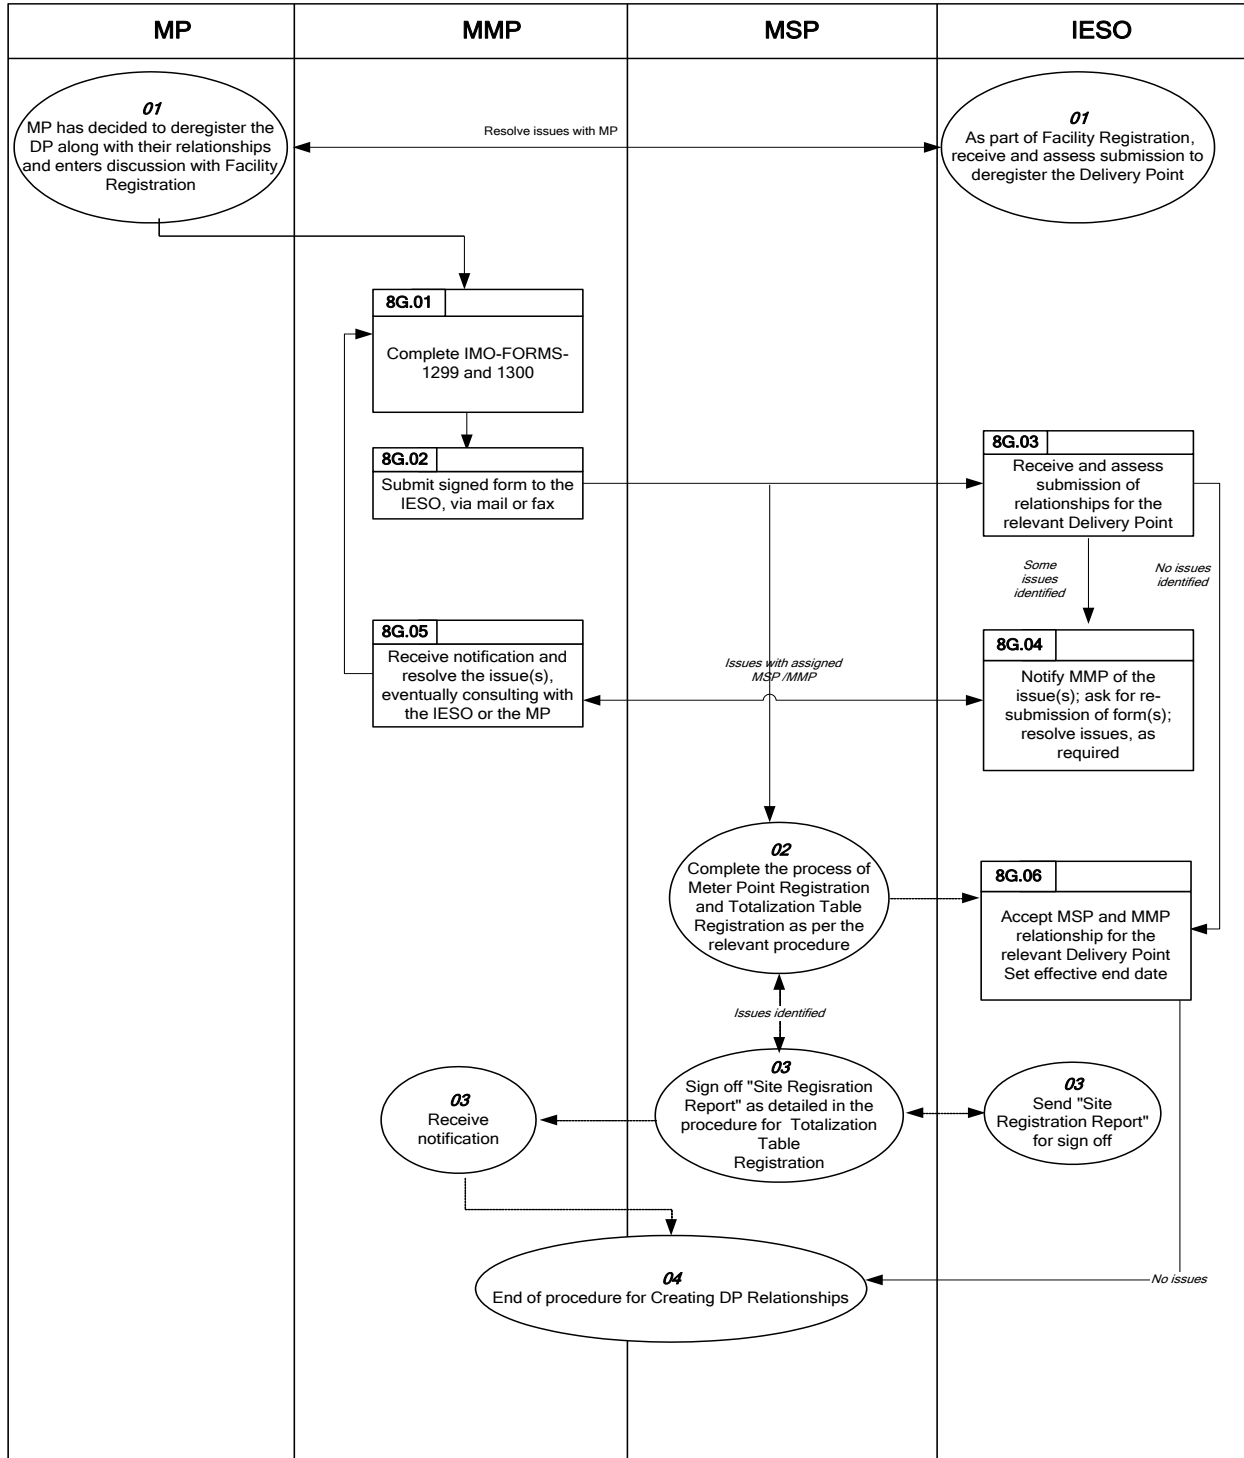 MP
MMP
MSP
IESO
01
MP has decided to deregister the
DP along with their relationships
and enters discussion with Facility
Registration
Resolve issues with MP
01
As part of Facility Registration,
receive and assess submission to
deregister the Delivery Point
8G.01
Complete IMO-FORMS-
1299 and 1300
8G.02
Submit signed form to the
IESO, via mail or fax
8G.03
Receive and assess
submission of
relationships for the
relevant Delivery Point
Some
issues
identified
No issues
identified
8G.05
Receive notification and
resolve the issue(s),
eventually consulting with
the IESO or the MP
Issues with assigned
MSP /MMP
8G.04
Notify MMP of the
issue(s); ask for re-
submission of form(s);
resolve issues, as
required
02
Complete the process of
Meter Point Registration
and Totalization Table
Registration as per the
relevant procedure
8G.06
Accept MSP and MMP
relationship for the
relevant Delivery Point
Set effective end date
Issues identified
03
Receive
notification
03
Sign off "Site Regisration
Report" as detailed in the
procedure for Totalization
Table
Registration
03
Send "Site
Registration Report"
for sign off
04
End of procedure for Creating DP Relationships
No issues